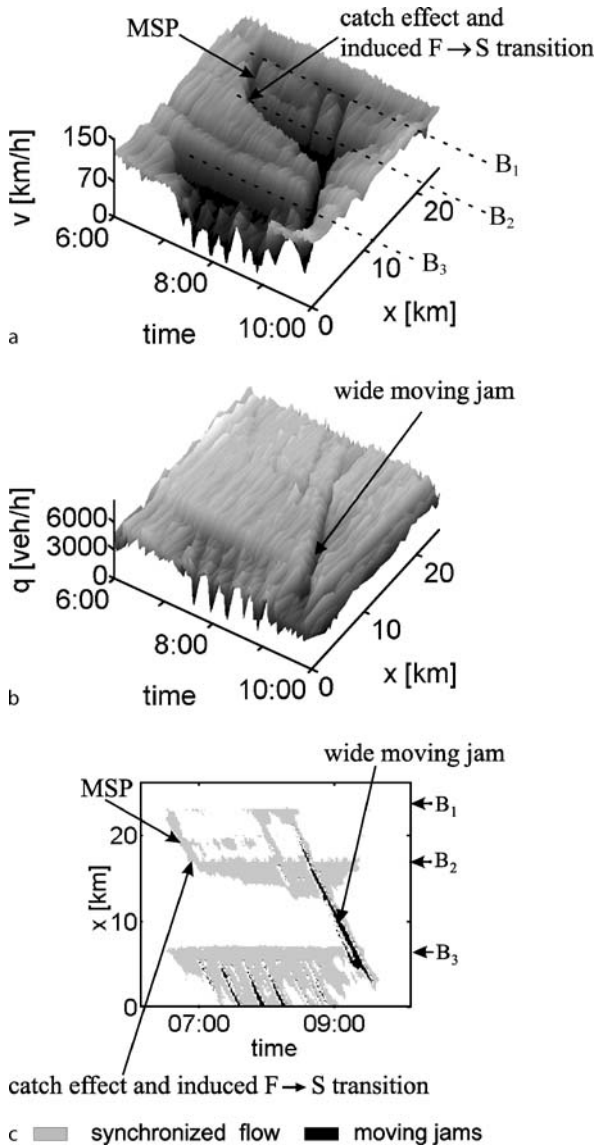 catch effect and
MSP
induced F → S transition
150
70
0
v [km/h]
B1
B2
B3
20
10
0
6:00
8:00
10:00
time
x [km]
a
wide moving jam
6000
3000
0
q [veh/h]
20
10
0
6:00
8:00
10:00
time
x [km]
b
wide moving jam
MSP
B1
20
B2
x [km]
10
B3
0
07:00
09:00
time
catch effect and induced F → S transition
c synchronized flow moving jams